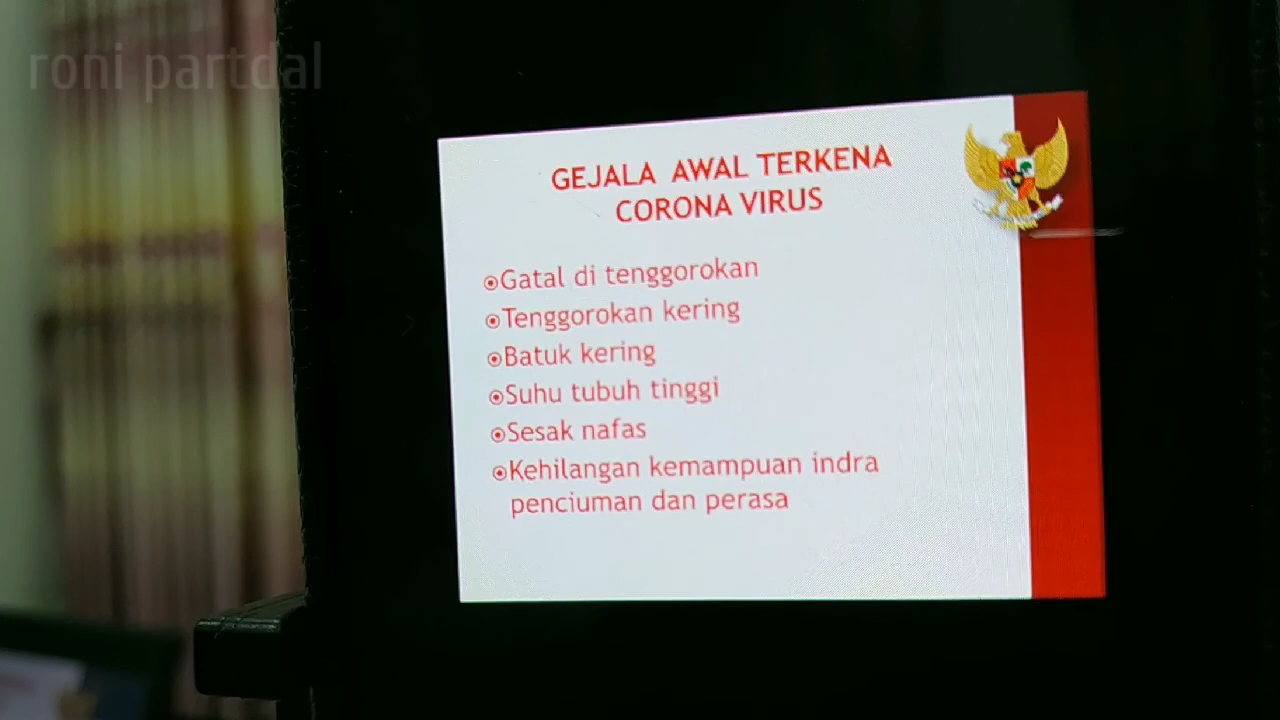 roni partdal
GEJALA AWAL TERKENA
CORONA VIRUS
Gatal di tenggorokan
Tenggorokan kering
Batuk kering
Suhu tubuh tinggi
Sesak nafas
Kehilangan kemampuan indra
penciuman dan perasa